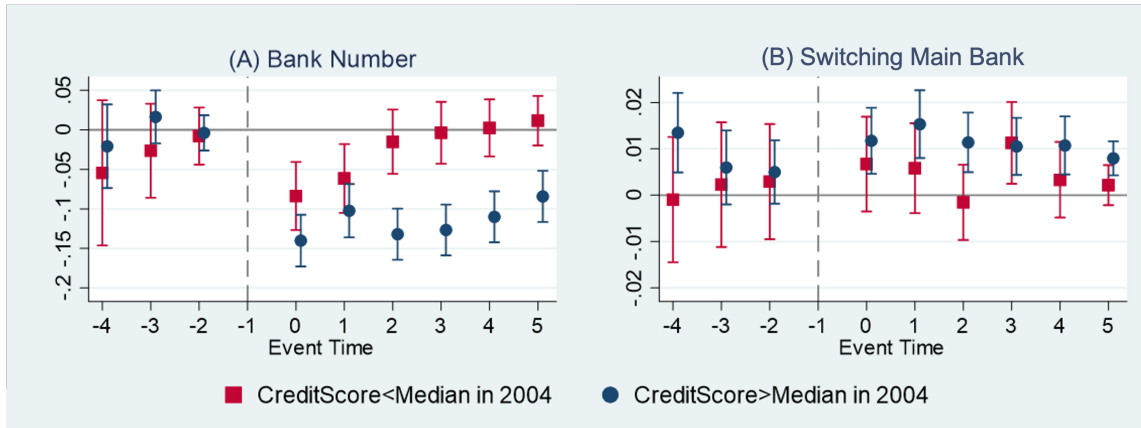 (A) Bank Number
.05
0
-.05
-.1
-.15
-.2
-4 -3 -2 -1 0 1 2 3 4 5
Event Time
(B) Switching Main Bank
.02
.01
0
-.01
-.02
-4 -3 -2 -1 0 1 2 3 4 5
Event Time
CreditScore<Median in 2004 CreditScore>Median in 2004